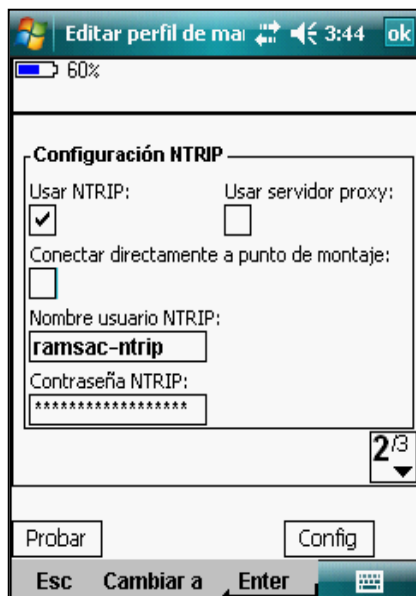 Editar perfil de mai 3:44 ok
60%
Configuración NTRIP
Usar NTRIP: Usar servidor proxy:
Conectar directamente a punto de montaje:
Nombre usuario NTRIP:
ramsac-ntrip
Contraseña NTRIP:
******************
2/3
Probar Config
Esc Cambiar a Enter